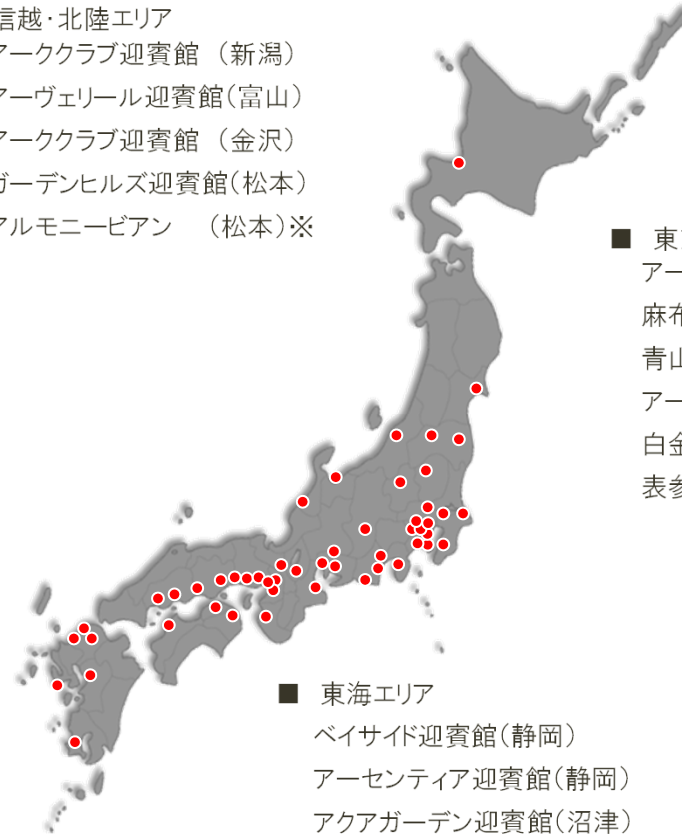 信越・北陸エリア
アーククラブ迎賓館 （新潟）
アーヴェリール迎賓館（富山）
アーククラブ迎賓館 （金沢）
ガーデンヒルズ迎賓館（松本）
アルモニービアン （松本）※
■ 東
アー
麻布
青山
アー
白金
表参
■ 東海エリア
ベイサイド迎賓館（静岡）
アーセンティア迎賓館（静岡）
アクアガーデン迎賓館（沼津）